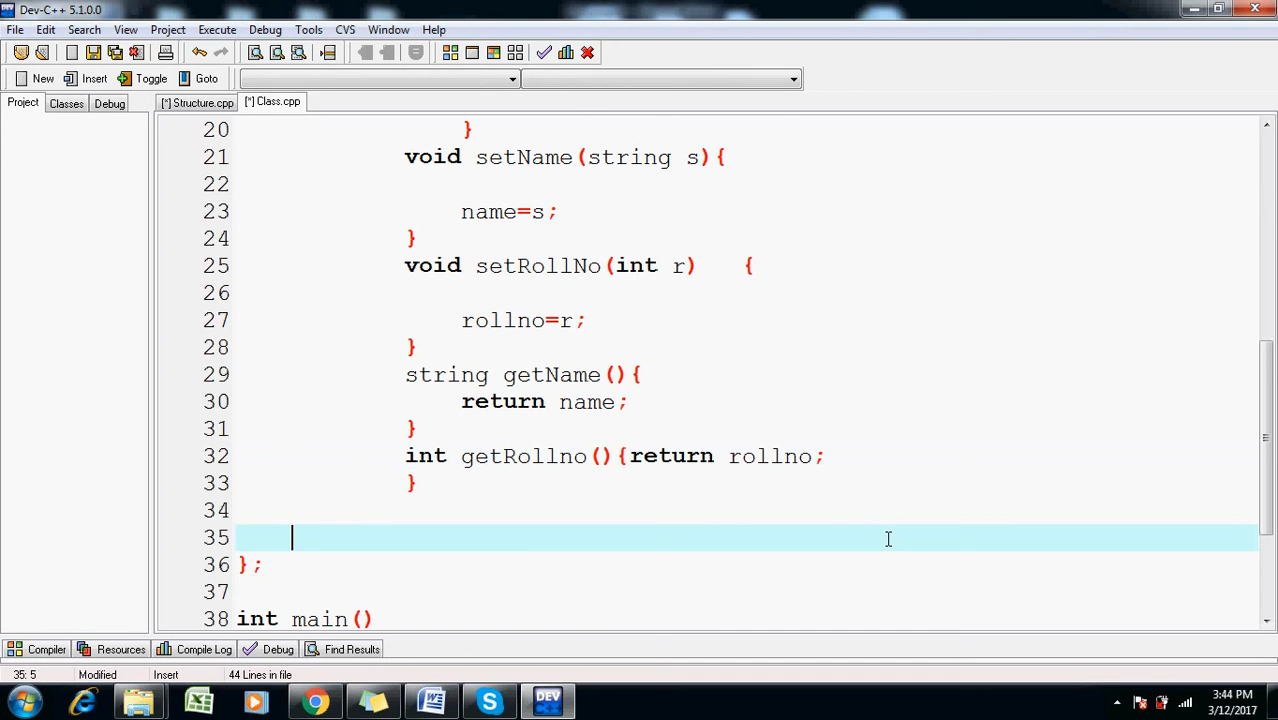 Dev-C++ 5.1.0.0
File Edit Search View Project Execute Debug Tools CVS Window Help
New Insert Toggle Goto
Project Classes Debug [*] Structure.cpp [*] Class.cpp
20 }
21 void setName(string s){
22
23 name=s;
24 }
25 void setRollNo(int r) {
26
27 rollno=r;
28 }
29 string getName(){
30 return name;
31 }
32 int getRollno(){return rollno;
33 }
34
35
36 };
37
38 int main()
Compiler Resources Compile Log Debug Find Results
35: 5 Modified Insert 44 Lines in file
3:44 PM
3/12/2017